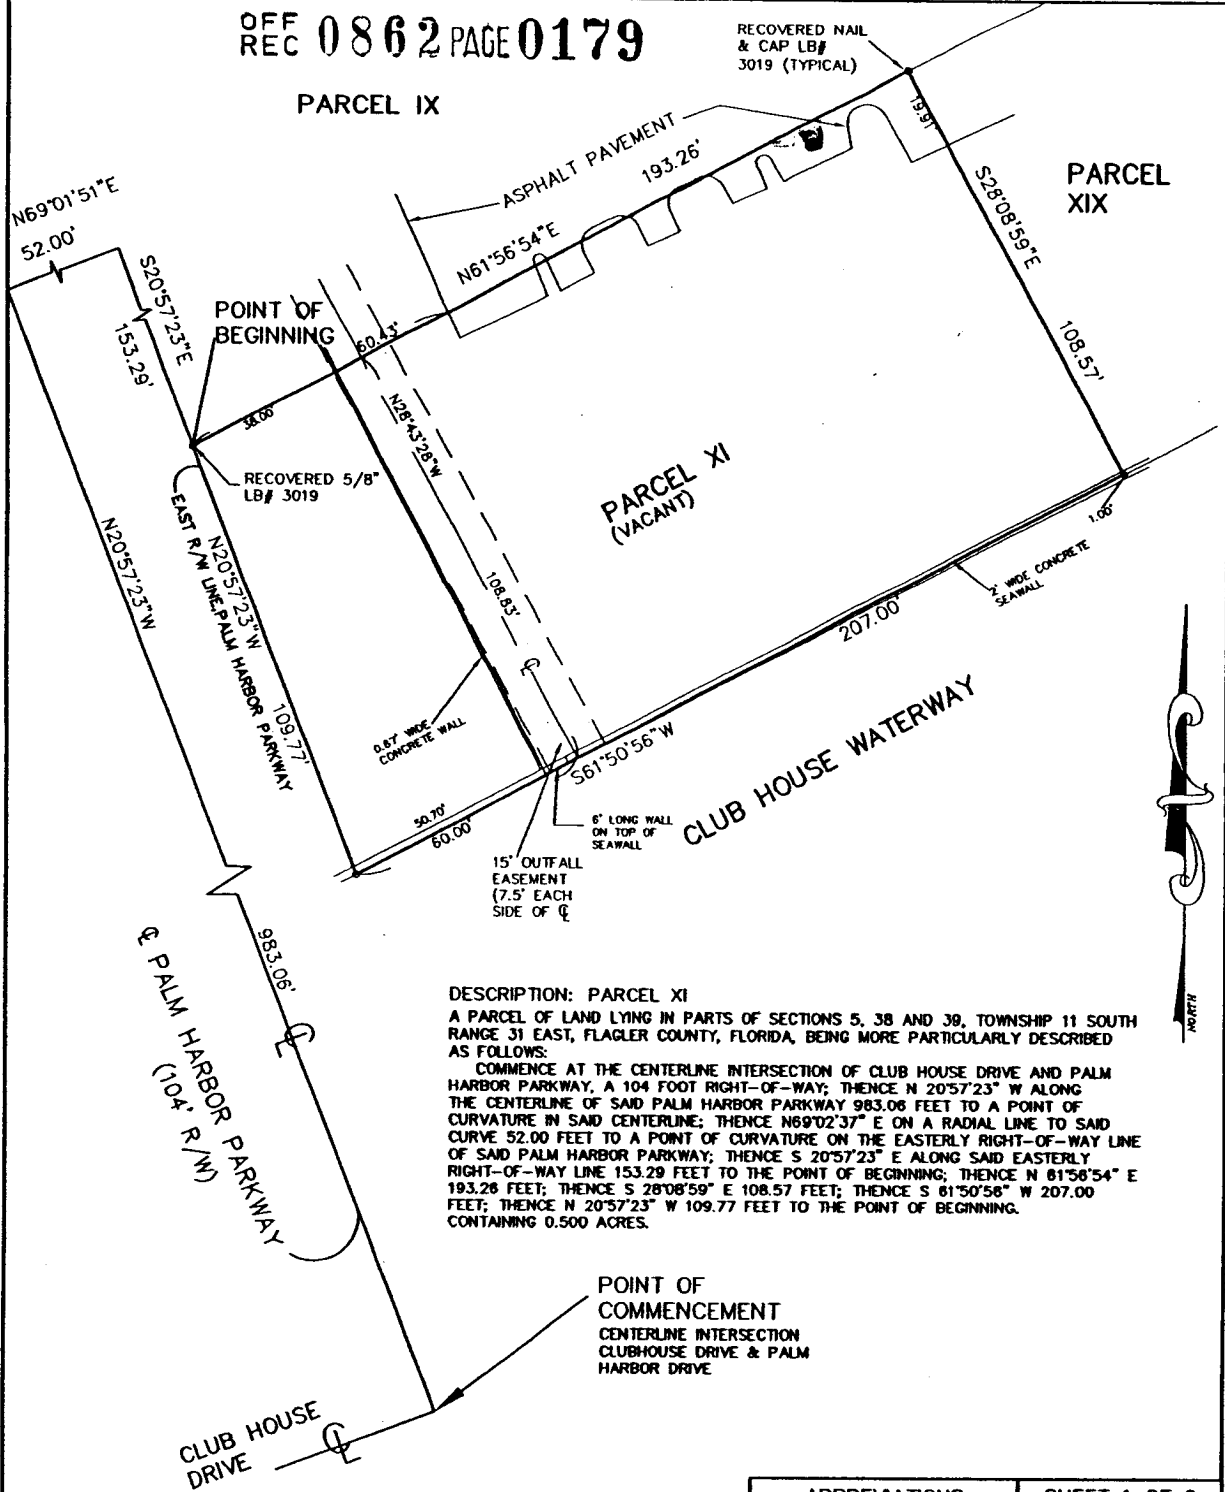 OFF
REC 0862 PAGE 0179
RECOVERED NAIL
& CAP LB#
3019 (TYPICAL)
PARCEL IX
ASPHALT PAVEMENT
193.26'
19.91'
PARCEL
XIX
N69°01'51"E
52.00'
S20°57'23"E
153.29'
N61°56'54"E
S28°08'59"E
108.57'
POINT OF
BEGINNING
60.43'
38.00'
N28°43'28"W
108.83'
RECOVERED 5/8"
LB# 3019
PARCEL XI
(VACANT)
1.00'
2' WIDE CONCRETE
SEAWALL
207.00'
N20°57'23"W
EAST R/W LINE, PALM HARBOR PARKWAY
N20°57'23"W
109.77'
0.67' WIDE
CONCRETE WALL
S61°50'56"W
CLUB HOUSE WATERWAY
50.70'
60.00'
6' LONG WALL
ON TOP OF
SEAWALL
15' OUTFALL
EASEMENT
(7.5' EACH
SIDE OF ℄
983.06'
℄
℄ PALM HARBOR PARKWAY
(104' R/W)
NORTH
DESCRIPTION: PARCEL XI
A PARCEL OF LAND LYING IN PARTS OF SECTIONS 5, 38 AND 39, TOWNSHIP 11 SOUTH
RANGE 31 EAST, FLAGLER COUNTY, FLORIDA, BEING MORE PARTICULARLY DESCRIBED
AS FOLLOWS:
COMMENCE AT THE CENTERLINE INTERSECTION OF CLUB HOUSE DRIVE AND PALM
HARBOR PARKWAY, A 104 FOOT RIGHT-OF-WAY; THENCE N 20°57'23" W ALONG
THE CENTERLINE OF SAID PALM HARBOR PARKWAY 983.06 FEET TO A POINT OF
CURVATURE IN SAID CENTERLINE; THENCE N69°02'37" E ON A RADIAL LINE TO SAID
CURVE 52.00 FEET TO A POINT OF CURVATURE ON THE EASTERLY RIGHT-OF-WAY LINE
OF SAID PALM HARBOR PARKWAY; THENCE S 20°57'23" E ALONG SAID EASTERLY
RIGHT-OF-WAY LINE 153.29 FEET TO THE POINT OF BEGINNING; THENCE N 61°56'54" E
193.26 FEET; THENCE S 28°08'59" E 108.57 FEET; THENCE S 61°50'56" W 207.00
FEET; THENCE N 20°57'23" W 109.77 FEET TO THE POINT OF BEGINNING.
CONTAINING 0.500 ACRES.
POINT OF
COMMENCEMENT
CENTERLINE INTERSECTION
CLUBHOUSE DRIVE & PALM
HARBOR DRIVE
CLUB HOUSE
DRIVE
℄